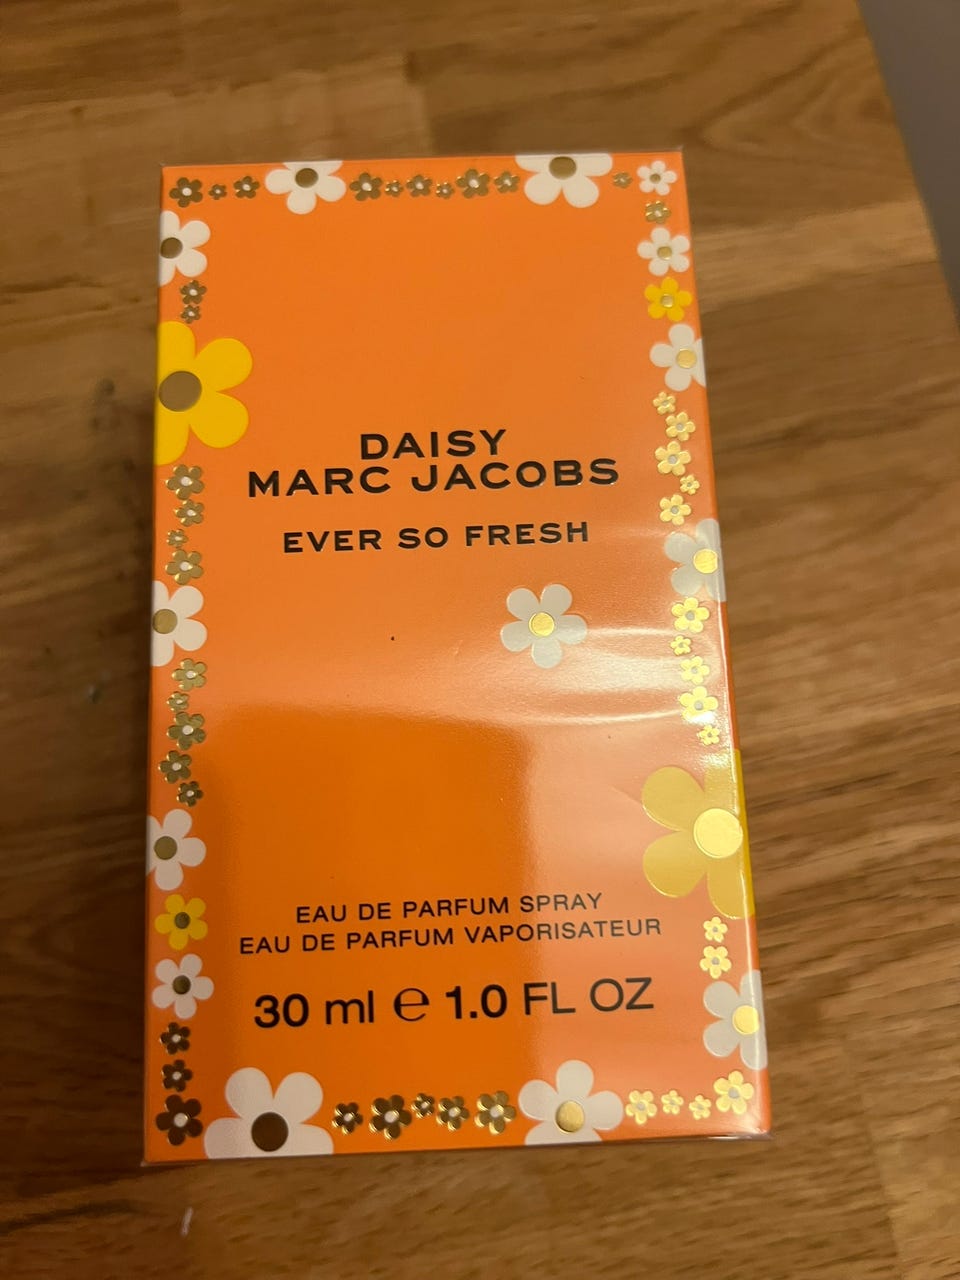 DAISY
MARC JACOBS
EVER SO FRESH
EAU DE PARFUM SPRAY
EAU DE PARFUM VAPORISATEUR
30 ml ℮ 1.0 FL OZ